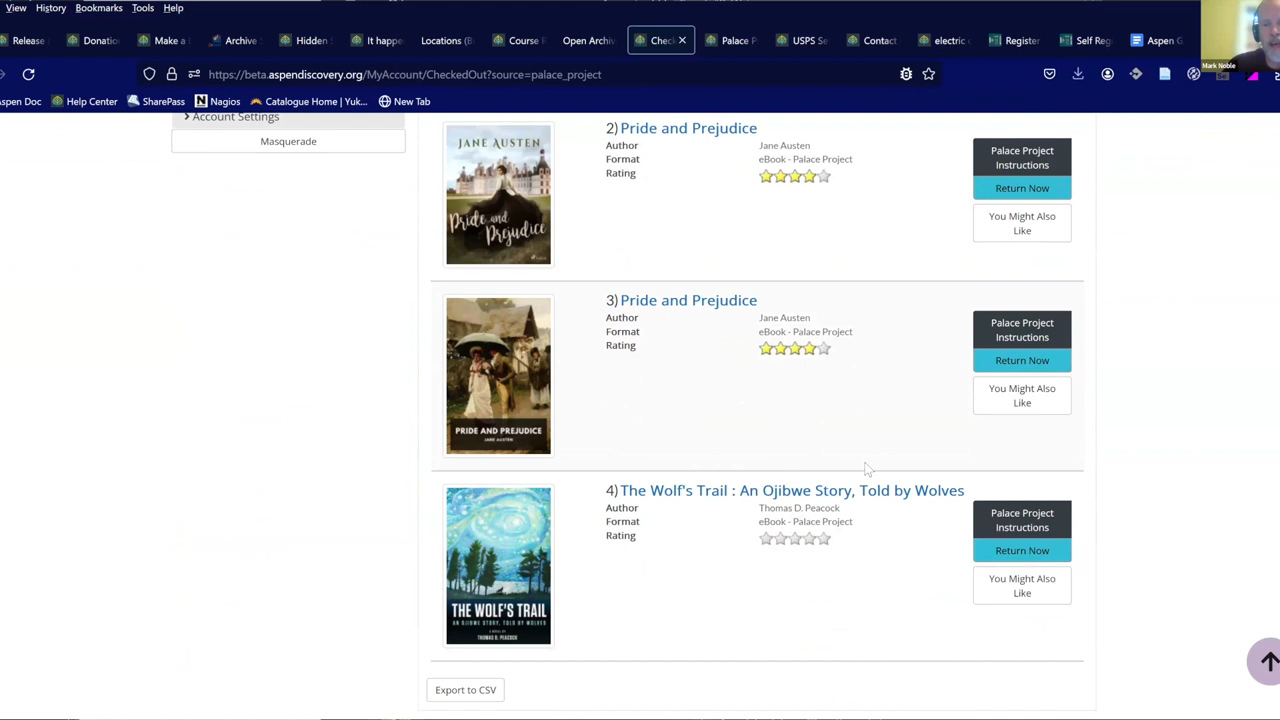 View History Bookmarks Tools Help
Release Donatio Make a Archive Hidden It happe Locations (B Course R Open Archiv Chec Palace P USPS Se Contact electric Register Self Reg Aspen G
https://beta.aspendiscovery.org/MyAccount/CheckedOut?source=palace_project
Mark Noble
spen Doc Help Center SharePass Nagios Catalogue Home | Yuk... New Tab
Account Settings
Masquerade
2) Pride and Prejudice
Author Jane Austen
Format eBook - Palace Project
Rating
JANE AUSTEN
Pride and
Prejudice
Palace Project
Instructions
Return Now
You Might Also
Like
3) Pride and Prejudice
Author Jane Austen
Format eBook - Palace Project
Rating
PRIDE AND PREJUDICE
JANE AUSTEN
Palace Project
Instructions
Return Now
You Might Also
Like
4) The Wolf's Trail : An Ojibwe Story, Told by Wolves
Author Thomas D. Peacock
Format eBook - Palace Project
Rating
THE WOLF'S TRAIL
AN OJIBWE STORY, TOLD BY WOLVES
A NOVEL BY
THOMAS D. PEACOCK
Palace Project
Instructions
Return Now
You Might Also
Like
Export to CSV